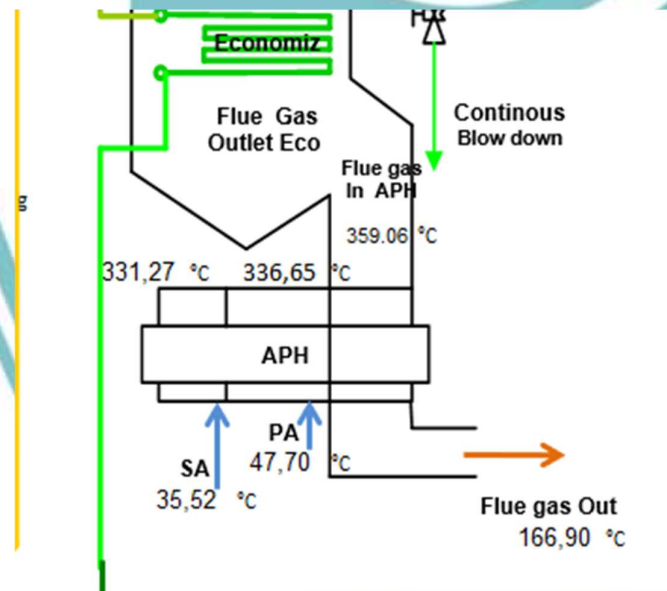 Economiz
Flue Gas
Outlet Eco
Continous
Blow down
g
Flue gas
In APH
359.06 °C
331,27 °C
336,65 °C
APH
PA
47,70 °C
SA
35,52 °C
Flue gas Out
166,90 °C